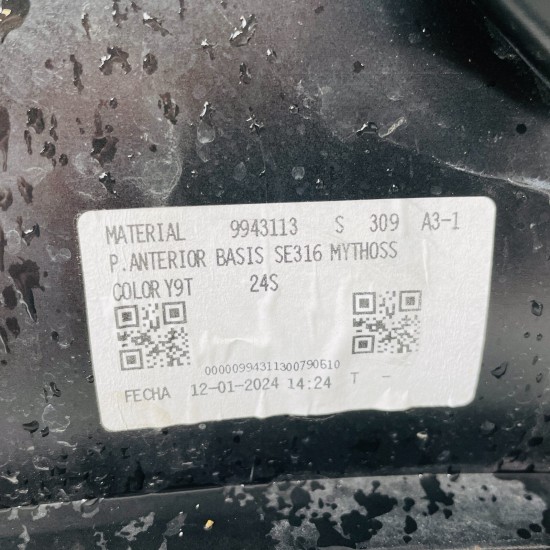 MATERIAL 9943113 S 309 A3-1
P.ANTERIOR BASIS SE316 MYTHOSS
COLOR Y9T 24S
00000994311300790610
FECHA 12-01-2024 14:24 T -